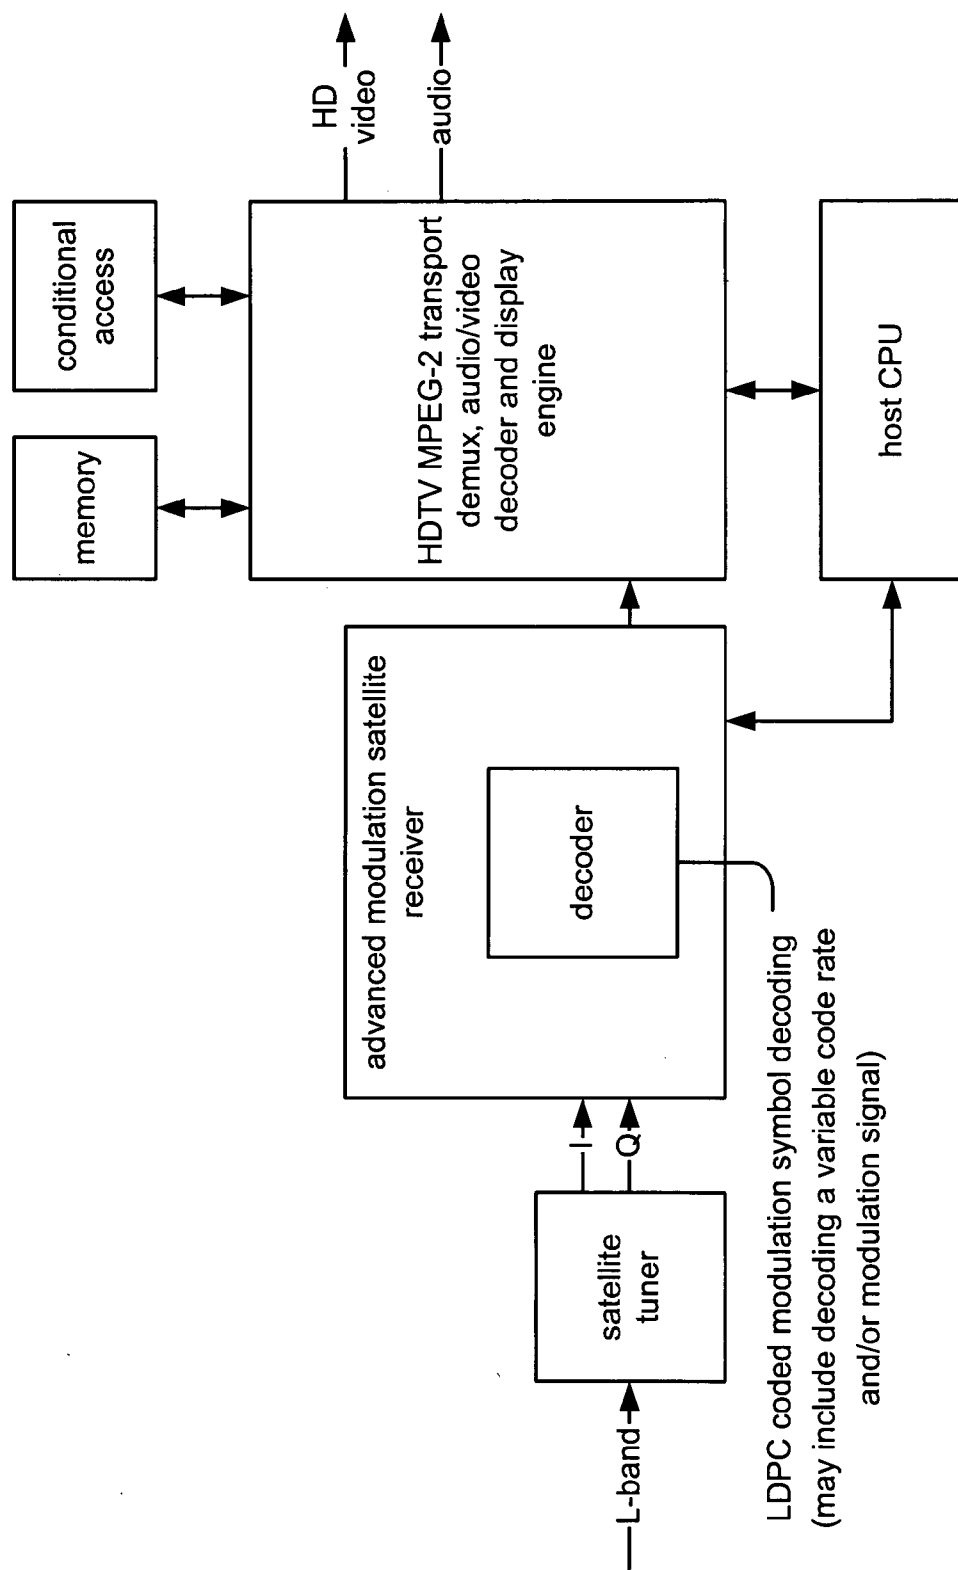 L-band
satellite
tuner
I
Q
advanced modulation satellite
receiver
decoder
LDPC coded modulation symbol decoding
(may include decoding a variable code rate
and/or modulation signal)
memory
conditional
access
HDTV MPEG-2 transport
demux, audio/video
decoder and display
engine
host CPU
HD
video
audio